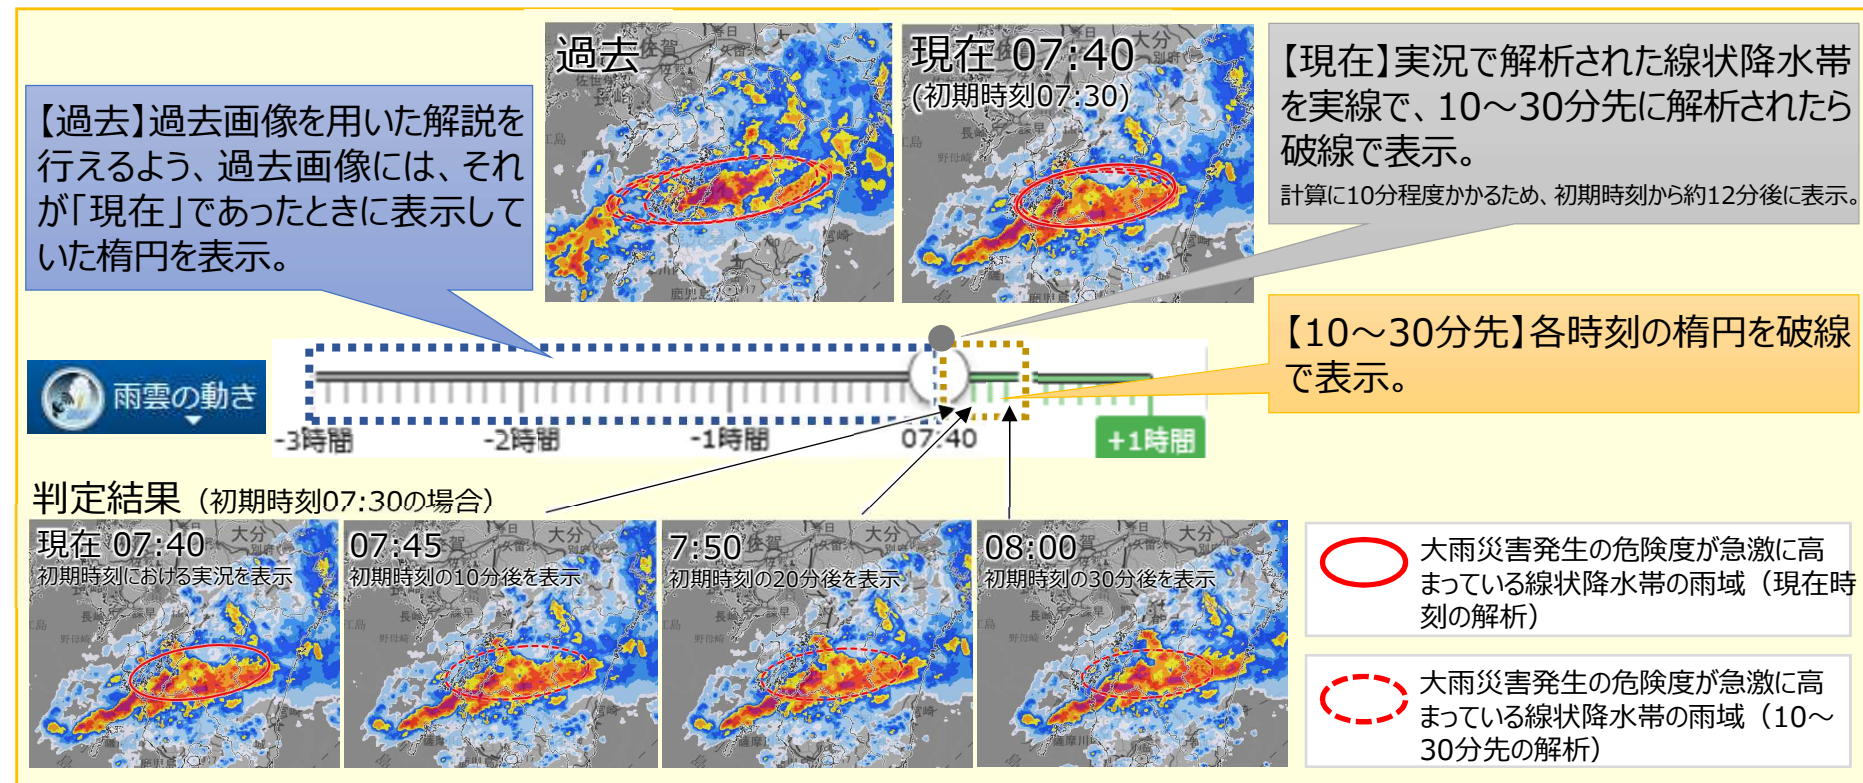 過去
現在 07:40
(初期時刻07:30)
【過去】過去画像を用いた解説を
行えるよう、過去画像には、それ
が「現在」であったときに表示して
いた楕円を表示。
【現在】実況で解析された線状降水帯
を実線で、10～30分先に解析されたら
破線で表示。
計算に10分程度かかるため、初期時刻から約12分後に表示。
【10～30分先】各時刻の楕円を破線
で表示。
雨雲の動き
-3時間
-2時間
-1時間
07:40
+1時間
判定結果（初期時刻07:30の場合）
現在 07:40
初期時刻における実況を表示
07:45
初期時刻の10分後を表示
7:50
初期時刻の20分後を表示
08:00
初期時刻の30分後を表示
大雨災害発生の危険度が急激に高
まっている線状降水帯の雨域（現在時
刻の解析）
大雨災害発生の危険度が急激に高
まっている線状降水帯の雨域（10～
30分先の解析）